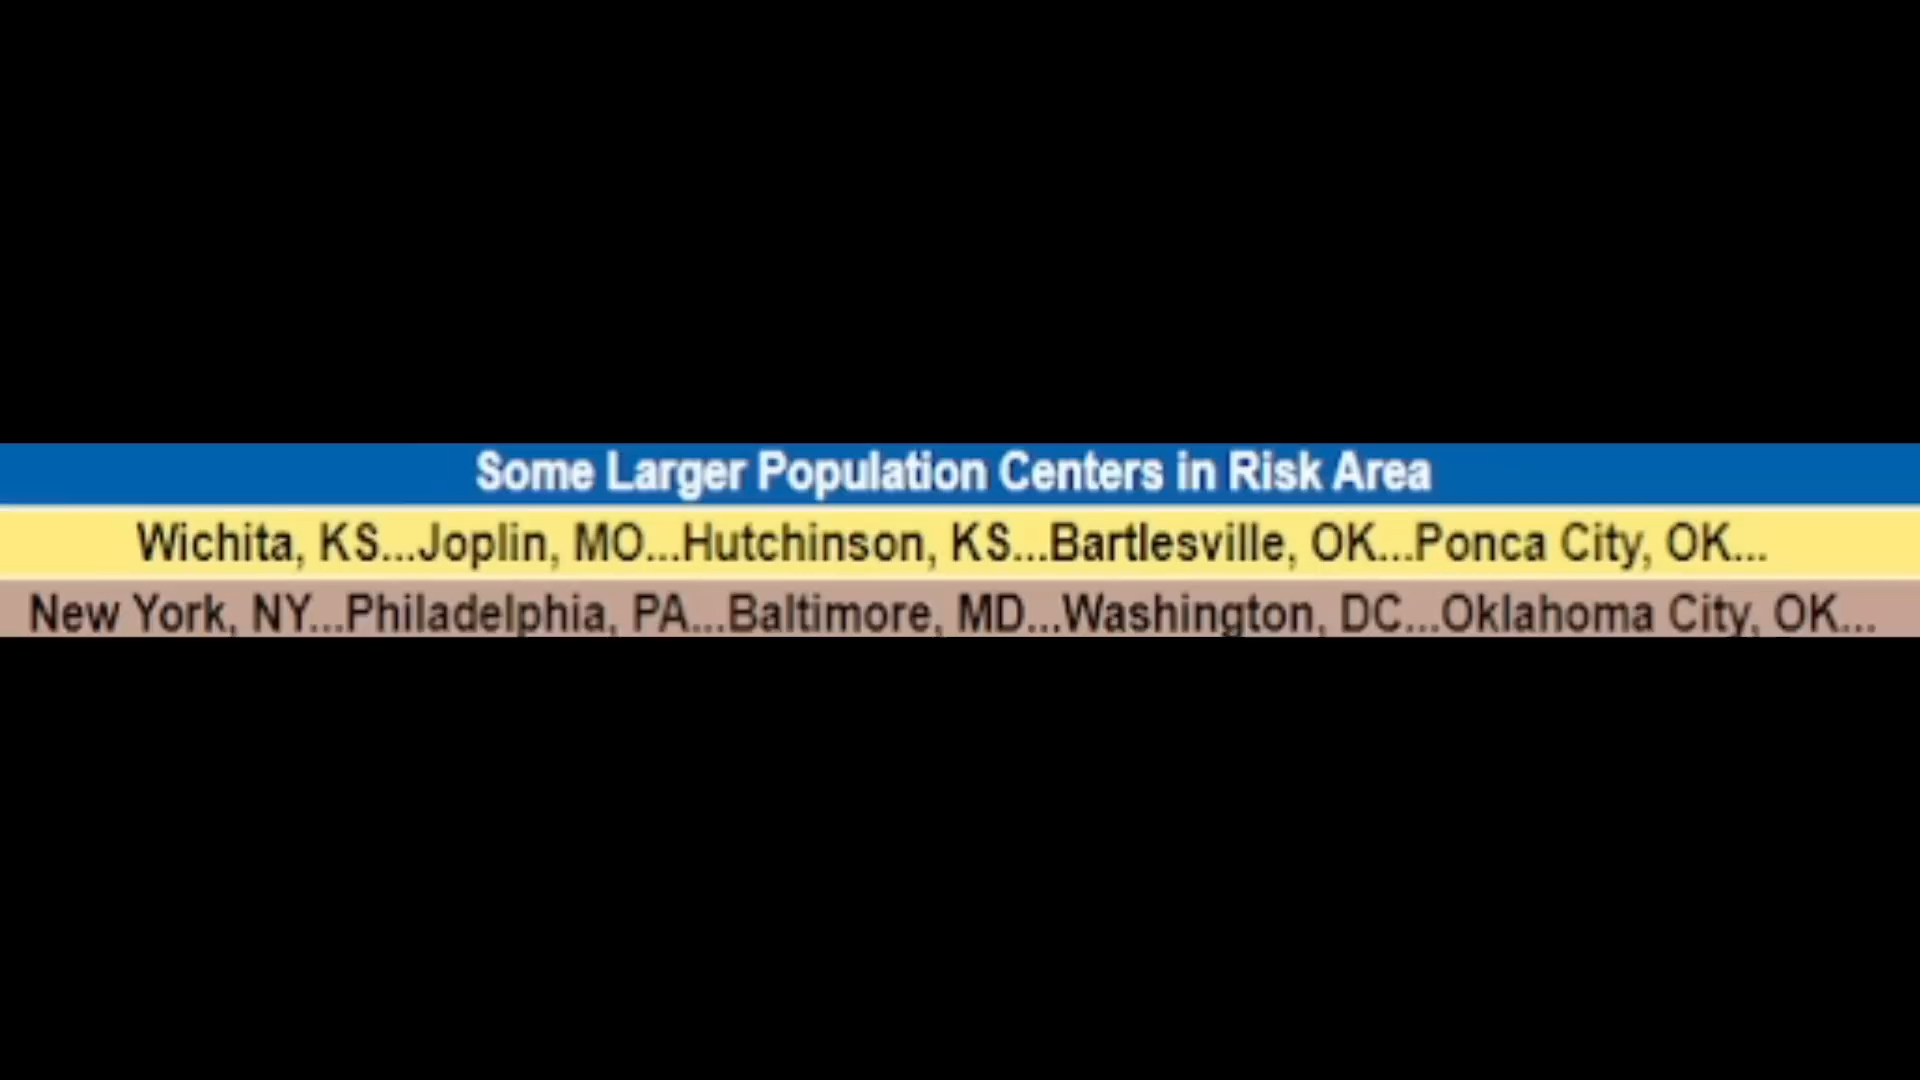 Some Larger Population Centers in Risk Area
Wichita, KS...Joplin, MO...Hutchinson, KS...Bartlesville, OK...Ponca City, OK...
New York, NY...Philadelphia, PA...Baltimore, MD...Washington, DC...Oklahoma City, OK...